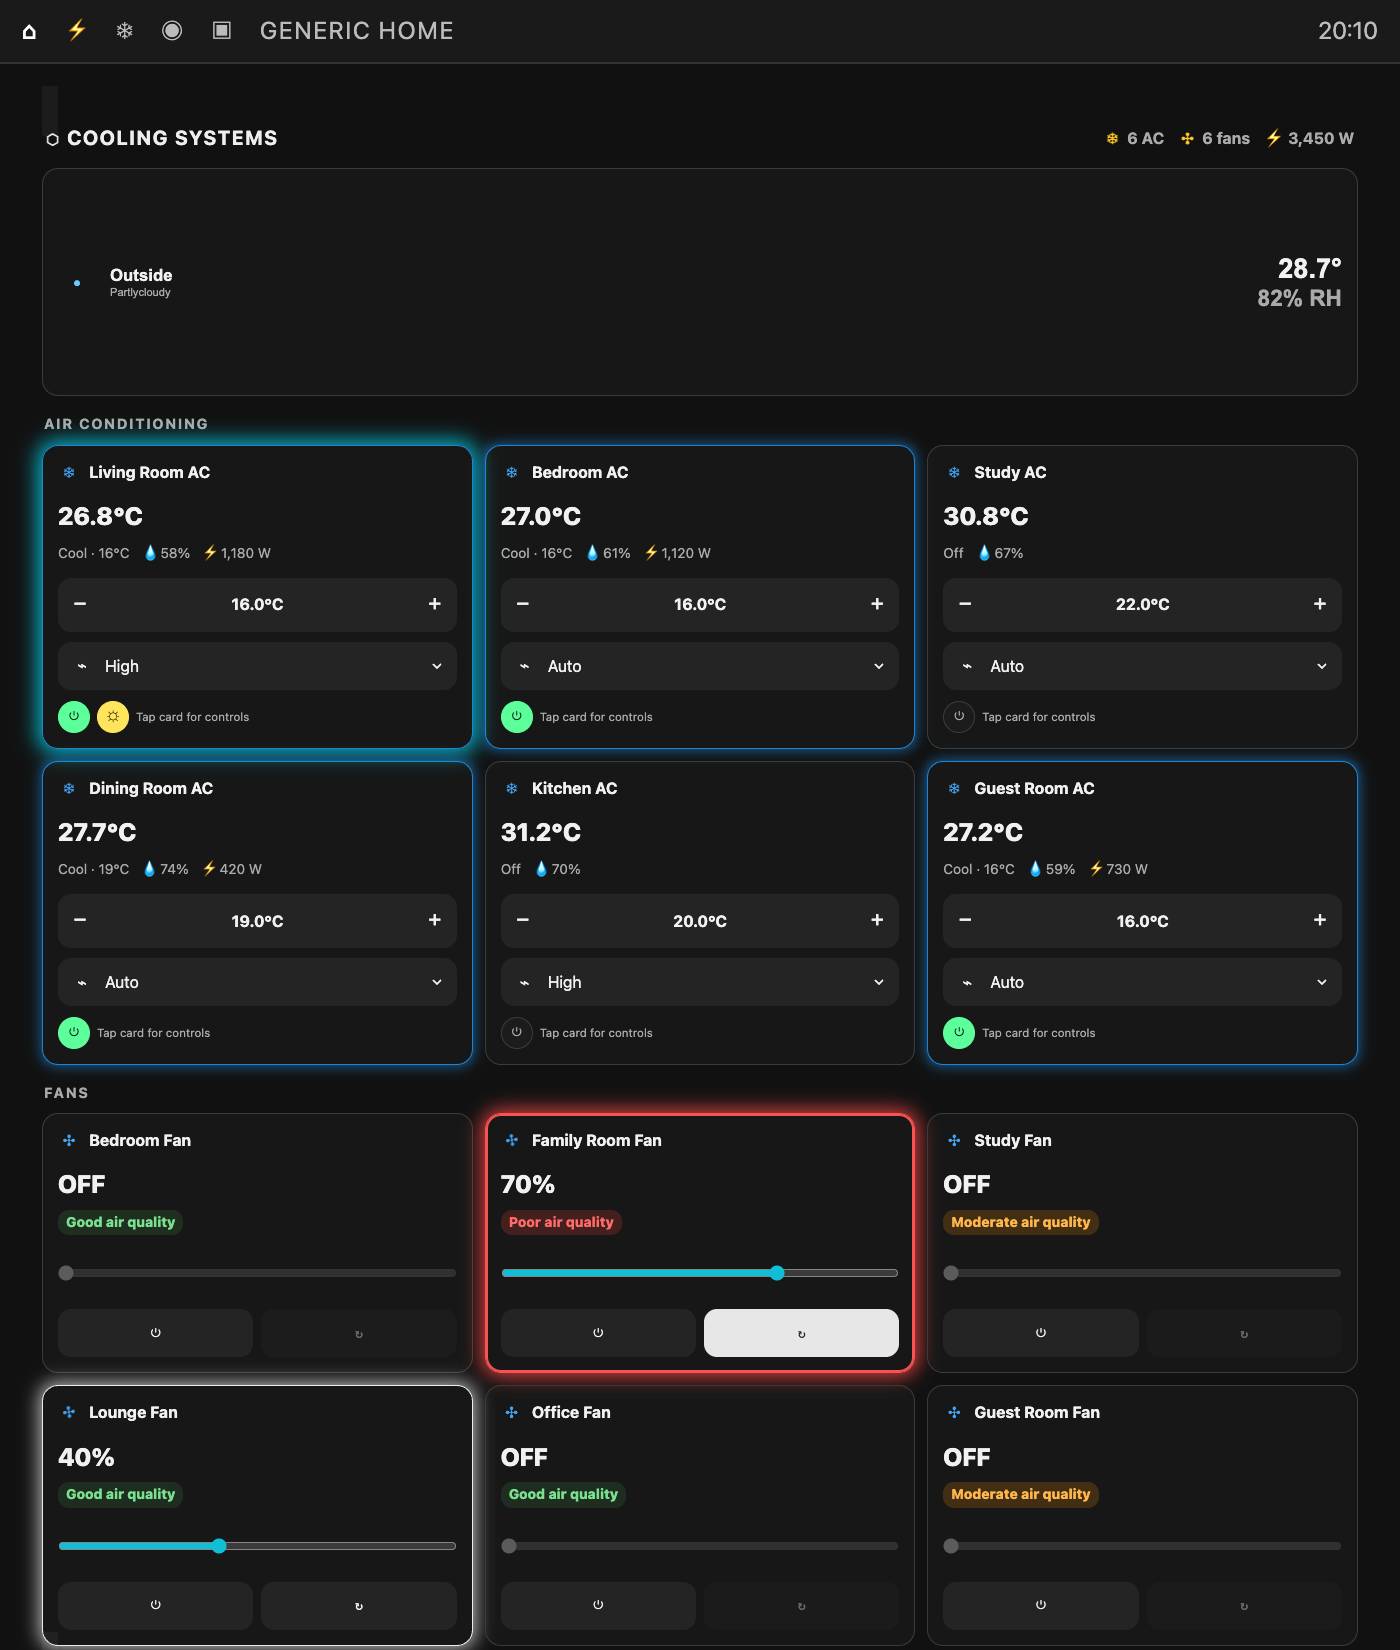 GENERIC HOME
20:10
COOLING SYSTEMS
6 AC 6 fans 3,450 W
Outside
Partlycloudy
28.7°
82% RH
AIR CONDITIONING
Living Room AC
26.8°C
Cool · 16°C 58% 1,180 W
− 16.0°C +
High
Tap card for controls
Bedroom AC
27.0°C
Cool · 16°C 61% 1,120 W
− 16.0°C +
Auto
Tap card for controls
Study AC
30.8°C
Off 67%
− 22.0°C +
Auto
Tap card for controls
Dining Room AC
27.7°C
Cool · 19°C 74% 420 W
− 19.0°C +
Auto
Tap card for controls
Kitchen AC
31.2°C
Off 70%
− 20.0°C +
High
Tap card for controls
Guest Room AC
27.2°C
Cool · 16°C 59% 730 W
− 16.0°C +
Auto
Tap card for controls
FANS
Bedroom Fan
OFF
Good air quality
Family Room Fan
70%
Poor air quality
Study Fan
OFF
Moderate air quality
Lounge Fan
40%
Good air quality
Office Fan
OFF
Good air quality
Guest Room Fan
OFF
Moderate air quality